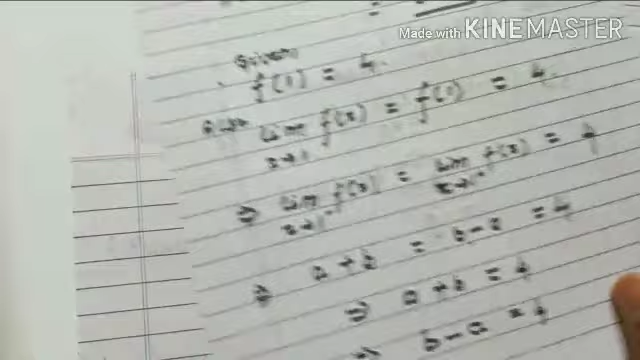 Made with KINEMASTER
Given
f(1) = 4.
lim f(x) = f(1) = 4.
x→1
⇒ lim f(x) = lim f(x) = 4
x→1⁻ x→1⁺
⇒ a + b = b - a = 4
⇒ a + b = 4
⇒ b - a = 4